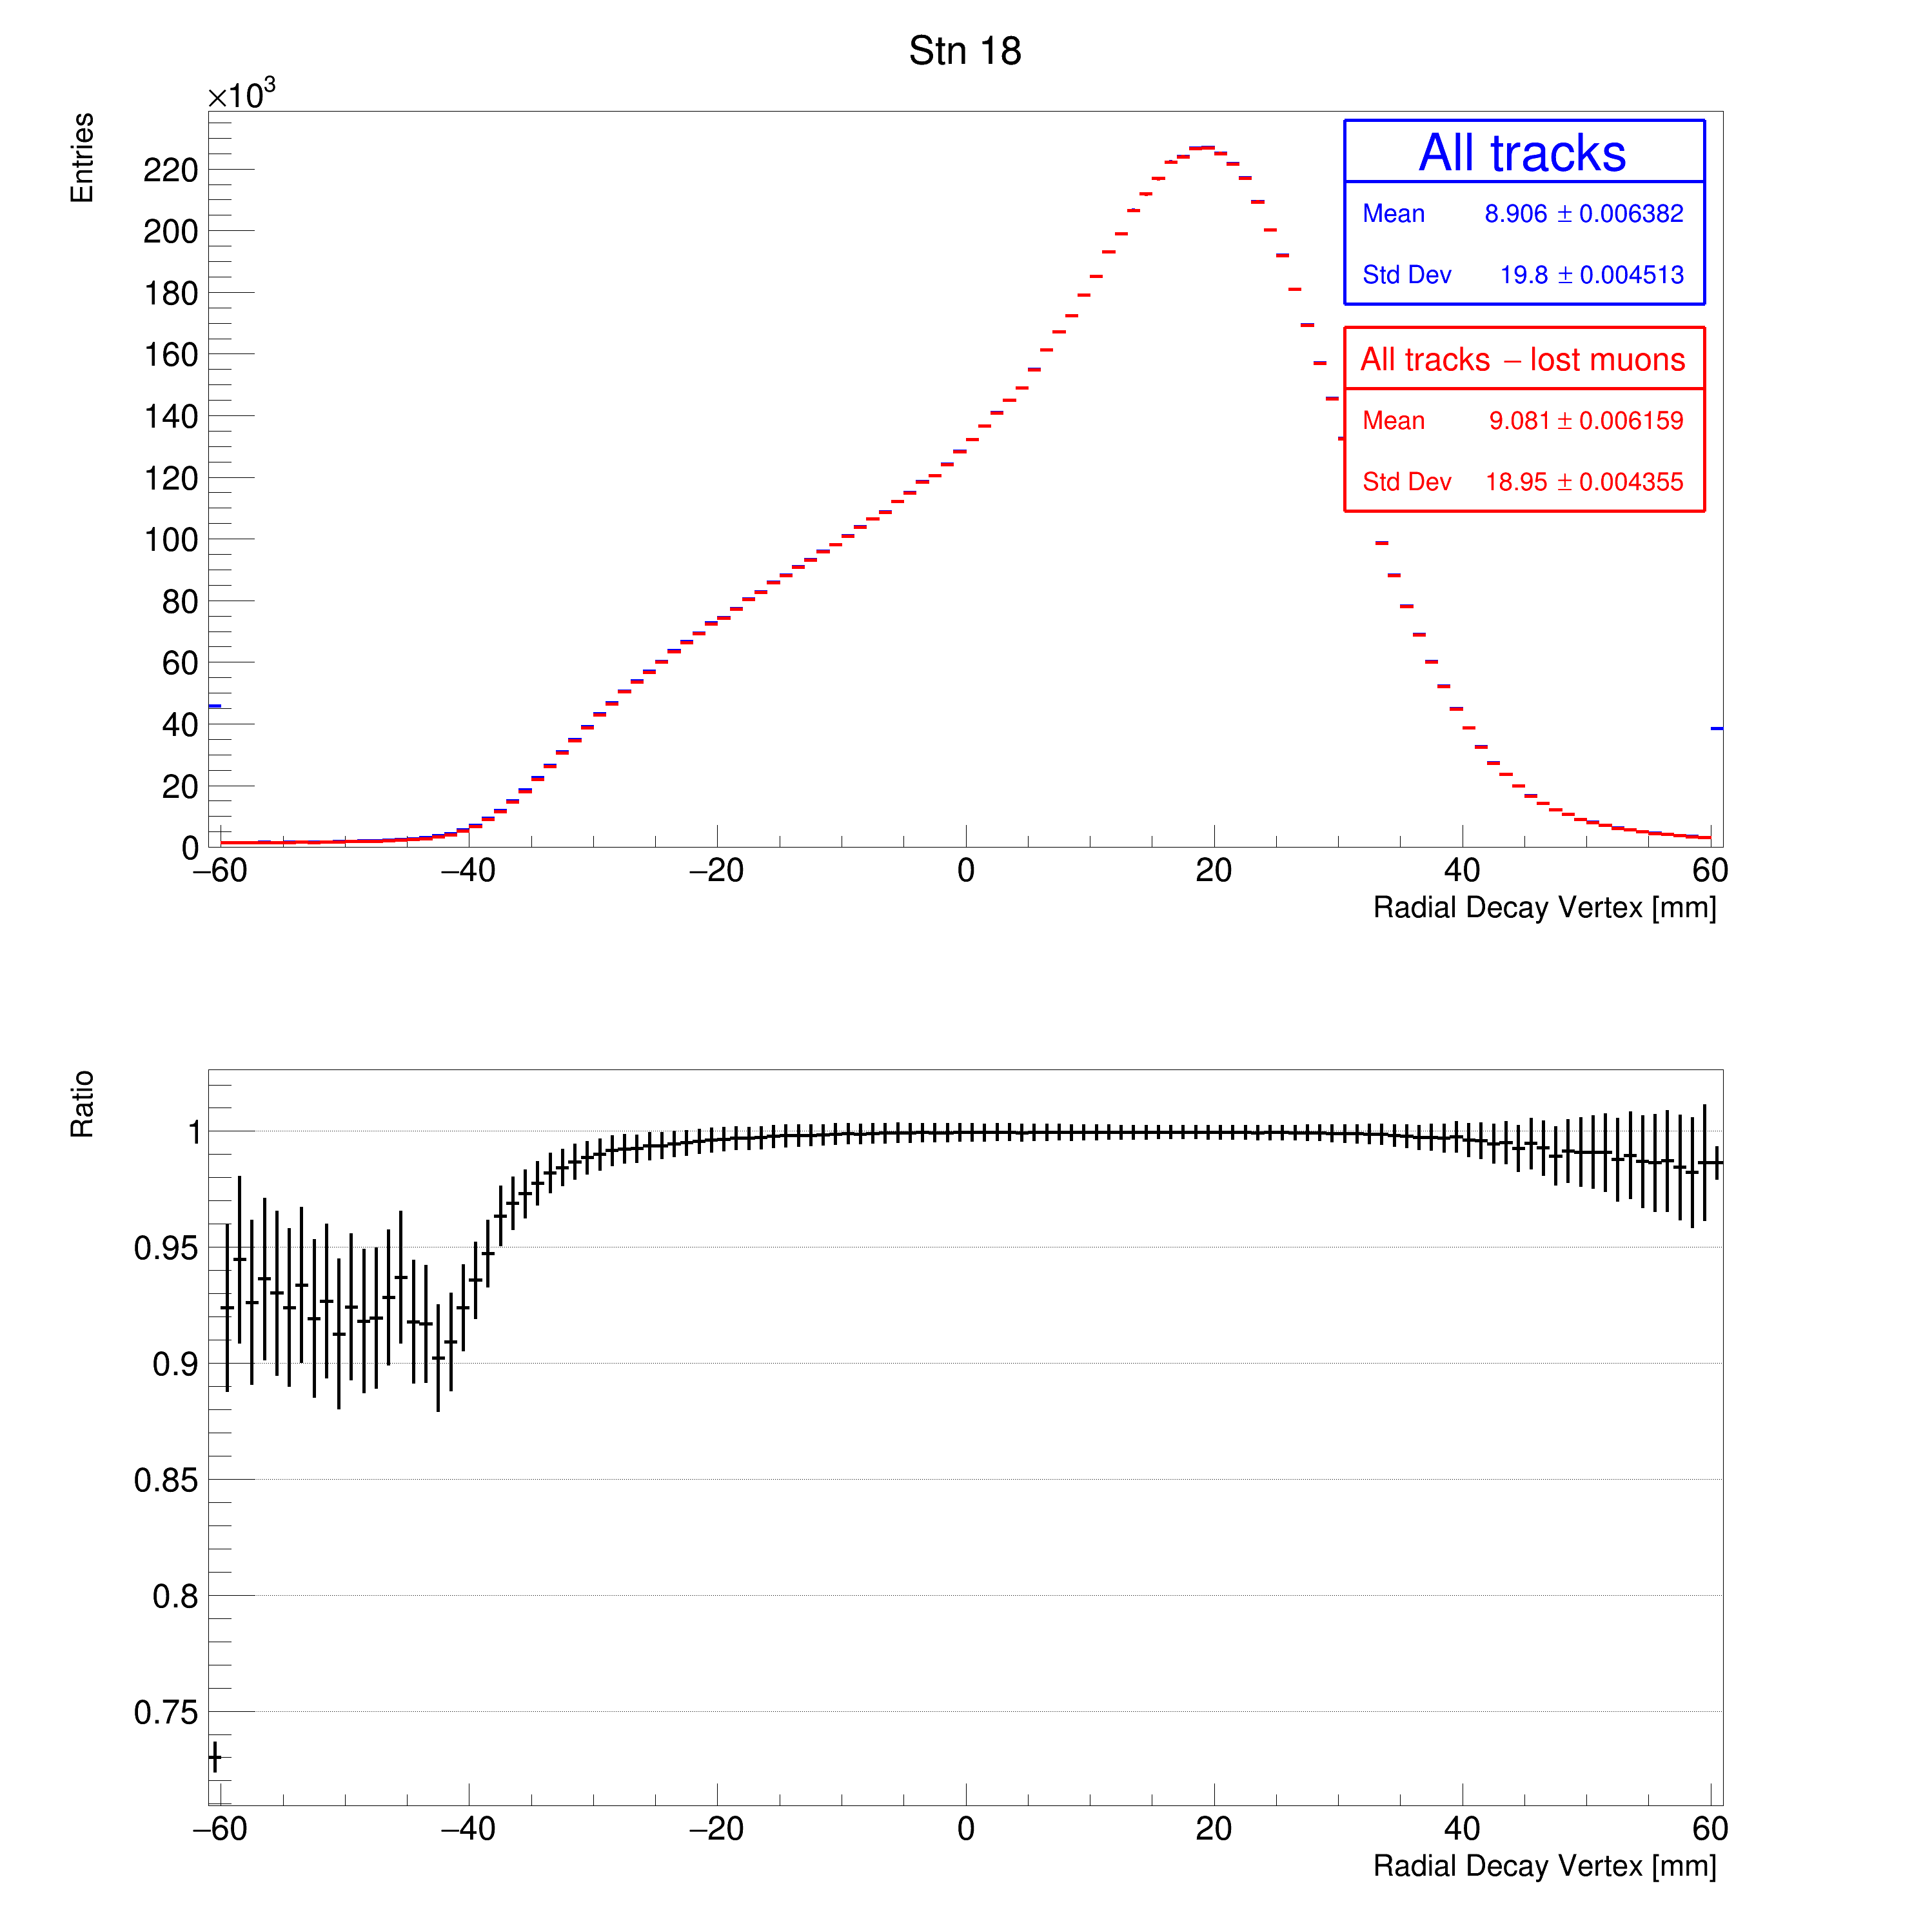 Stn 18
×10³
Entries
220
200
180
160
140
120
100
80
60
40
20
0
−60 −40 −20 0 20 40 60
Radial Decay Vertex [mm]
All tracks
Mean 8.906 ± 0.006382
Std Dev 19.8 ± 0.004513
All tracks − lost muons
Mean 9.081 ± 0.006159
Std Dev 18.95 ± 0.004355
Ratio
1
0.95
0.9
0.85
0.8
0.75
−60 −40 −20 0 20 40 60
Radial Decay Vertex [mm]